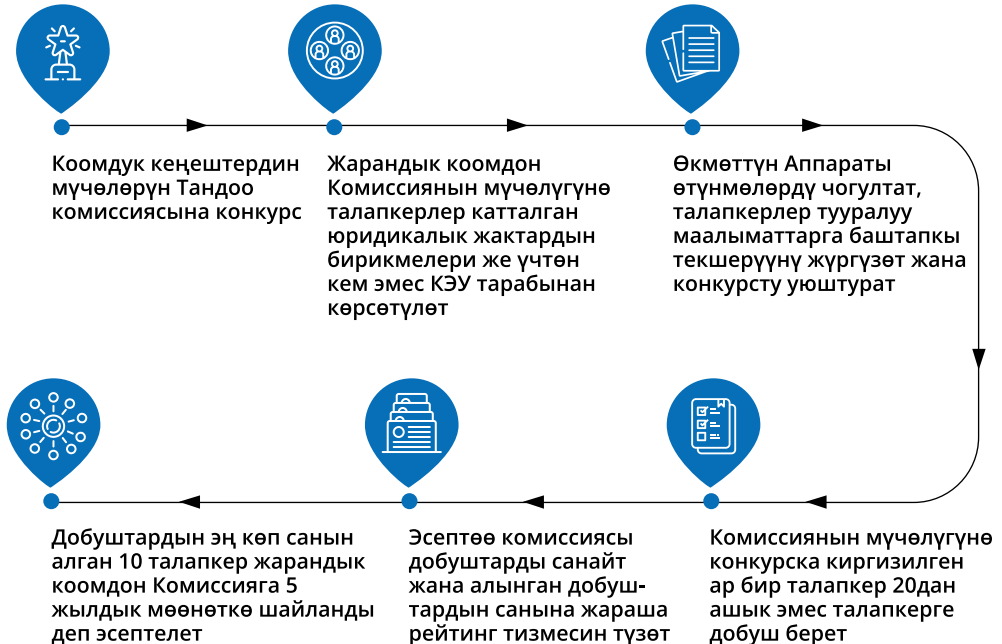 Коомдук кеңештердин
мүчөлөрүн Тандоо
комиссиясына конкурс
Жарандык коомдон
Комиссиянын мүчөлүгүнө
талапкерлер катталган
юридикалык жактардын
бирикмелери же үчтөн
кем эмес КЭУ тарабынан
көрсөтүлөт
Өкмөттүн Аппараты
өтүнмөлөрдү чогултат,
талапкерлер тууралуу
маалыматтарга баштапкы
текшерүүнү жүргүзөт жана
конкурсту уюштурат
Комиссиянын мүчөлүгүнө
конкурска киргизилген
ар бир талапкер 20дан
ашык эмес талапкерге
добуш берет
Эсептөө комиссиясы
добуштарды санайт
жана алынган добуш-
тардын санына жараша
рейтинг тизмесин түзөт
Добуштардын эң көп санын
алган 10 талапкер жарандык
коомдон Комиссияга 5
жылдык мөөнөткө шайланды
деп эсептелет